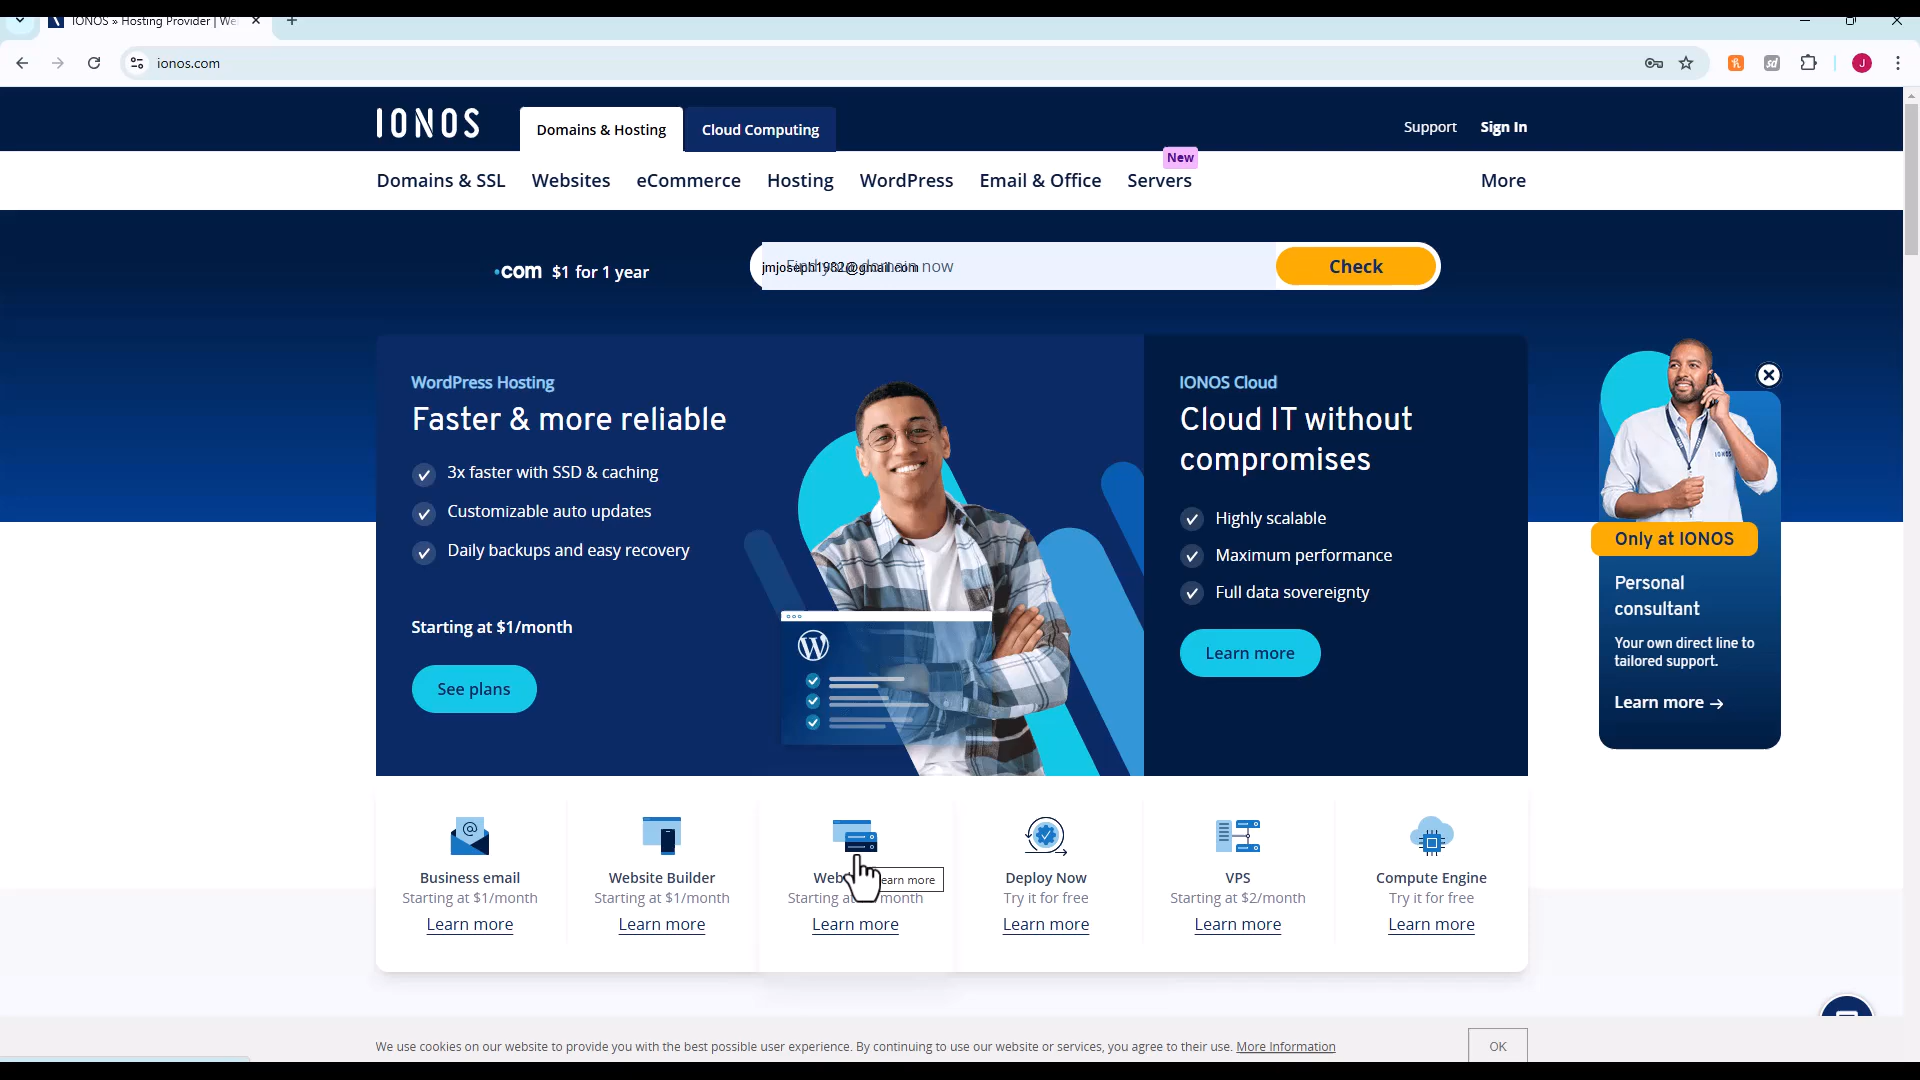 IONOS » Hosting Provider | We
ionos.com
J
IONOS
Domains & Hosting
Cloud Computing
Support
Sign In
New
Domains & SSL
Websites
eCommerce
Hosting
WordPress
Email & Office
Servers
More
.com $1 for 1 year
jmjoseph1982@gmail.com
now
Check
WordPress Hosting
Faster & more reliable
3x faster with SSD & caching
Customizable auto updates
Daily backups and easy recovery
Starting at $1/month
See plans
IONOS Cloud
Cloud IT without
compromises
Highly scalable
Maximum performance
Full data sovereignty
Learn more
IONOS
Only at IONOS
Personal
consultant
Your own direct line to
tailored support.
Learn more →
Business email
Starting at $1/month
Learn more
Website Builder
Starting at $1/month
Learn more
earn more
Starting at
/month
Learn more
Deploy Now
Try it for free
Learn more
VPS
Starting at $2/month
Learn more
Compute Engine
Try it for free
Learn more
We use cookies on our website to provide you with the best possible user experience. By continuing to use our website or services, you agree to their use. More Information
OK